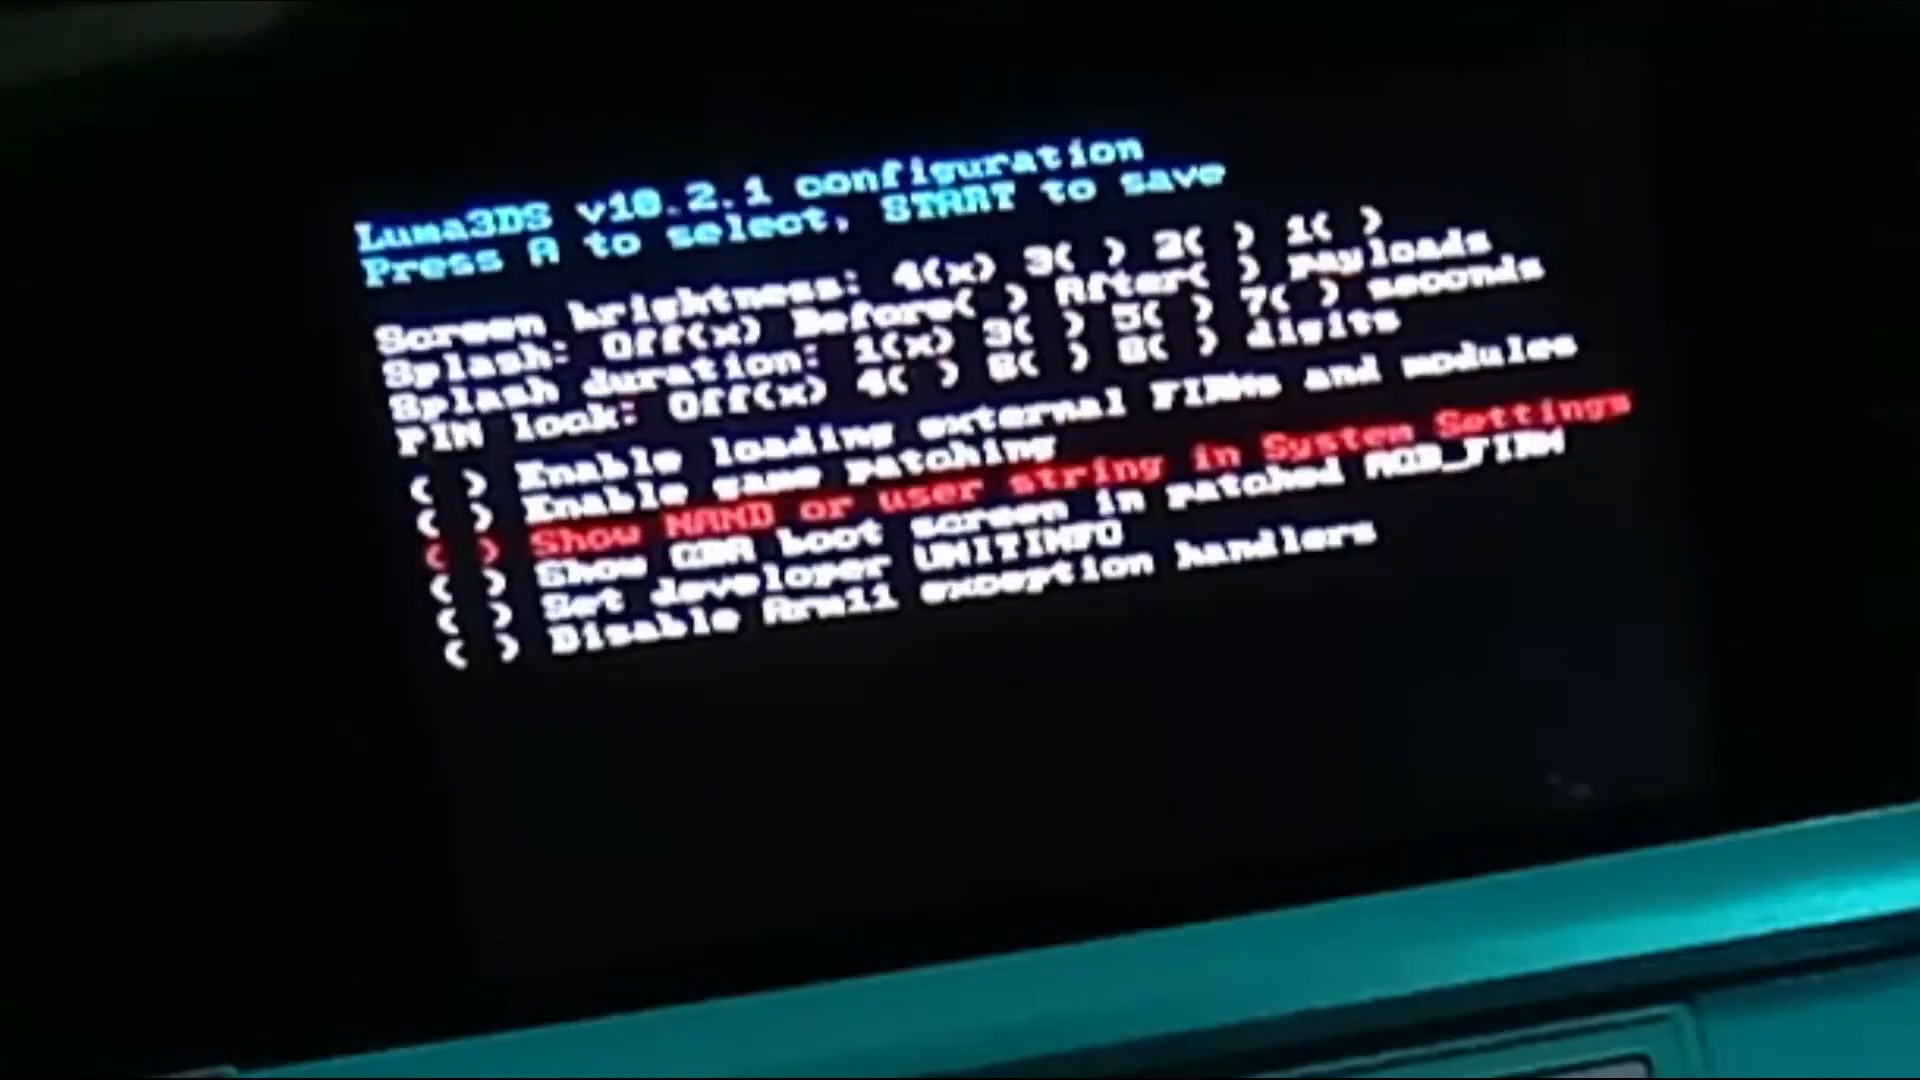 Luma3DS v10.2.1 configuration
Press A to select, START to save
Screen brightness: 4(x) 3( ) 2( ) 1( )
Splash: Off(x) Before( ) After( ) payloads
Splash duration: 1(x) 3( ) 5( ) 7( ) seconds
PIN lock: Off(x) 4( ) 6( ) 8( ) digits
( ) Enable loading external FIRMs and modules
( ) Enable game patching
( ) Show NAND or user string in System Settings
( ) Show GBA boot screen in patched AGB_FIRM
( ) Set developer UNITINFO
( ) Disable Arm11 exception handlers